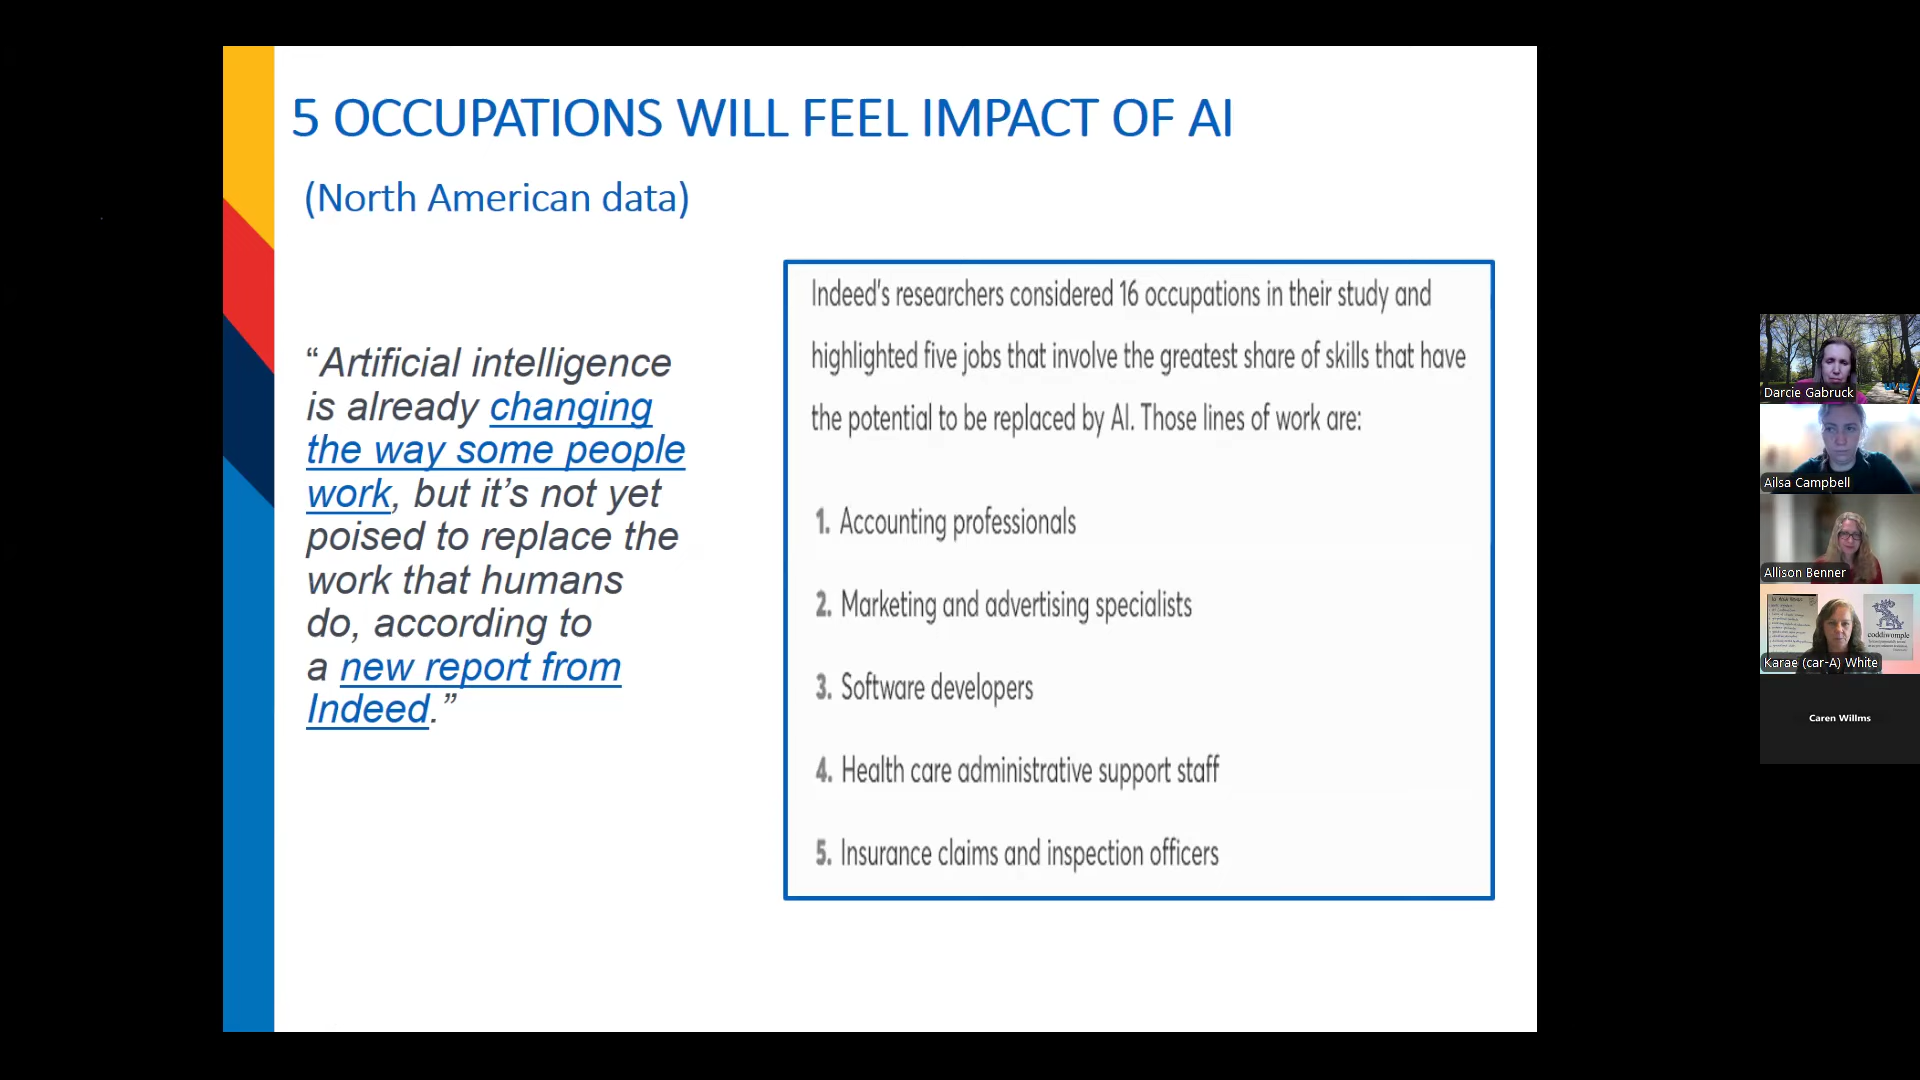 5 OCCUPATIONS WILL FEEL IMPACT OF AI
(North American data)
“Artificial intelligence
is already changing
the way some people
work, but it’s not yet
poised to replace the
work that humans
do, according to
a new report from
Indeed.”
Indeed's researchers considered 16 occupations in their study and
highlighted five jobs that involve the greatest share of skills that have
the potential to be replaced by AI. Those lines of work are:
1. Accounting professionals
2. Marketing and advertising specialists
3. Software developers
4. Health care administrative support staff
5. Insurance claims and inspection officers
Darcie Gabruck
Ailsa Campbell
Allison Benner
coddiwomple
Karae (car-A) White
Caren Willms